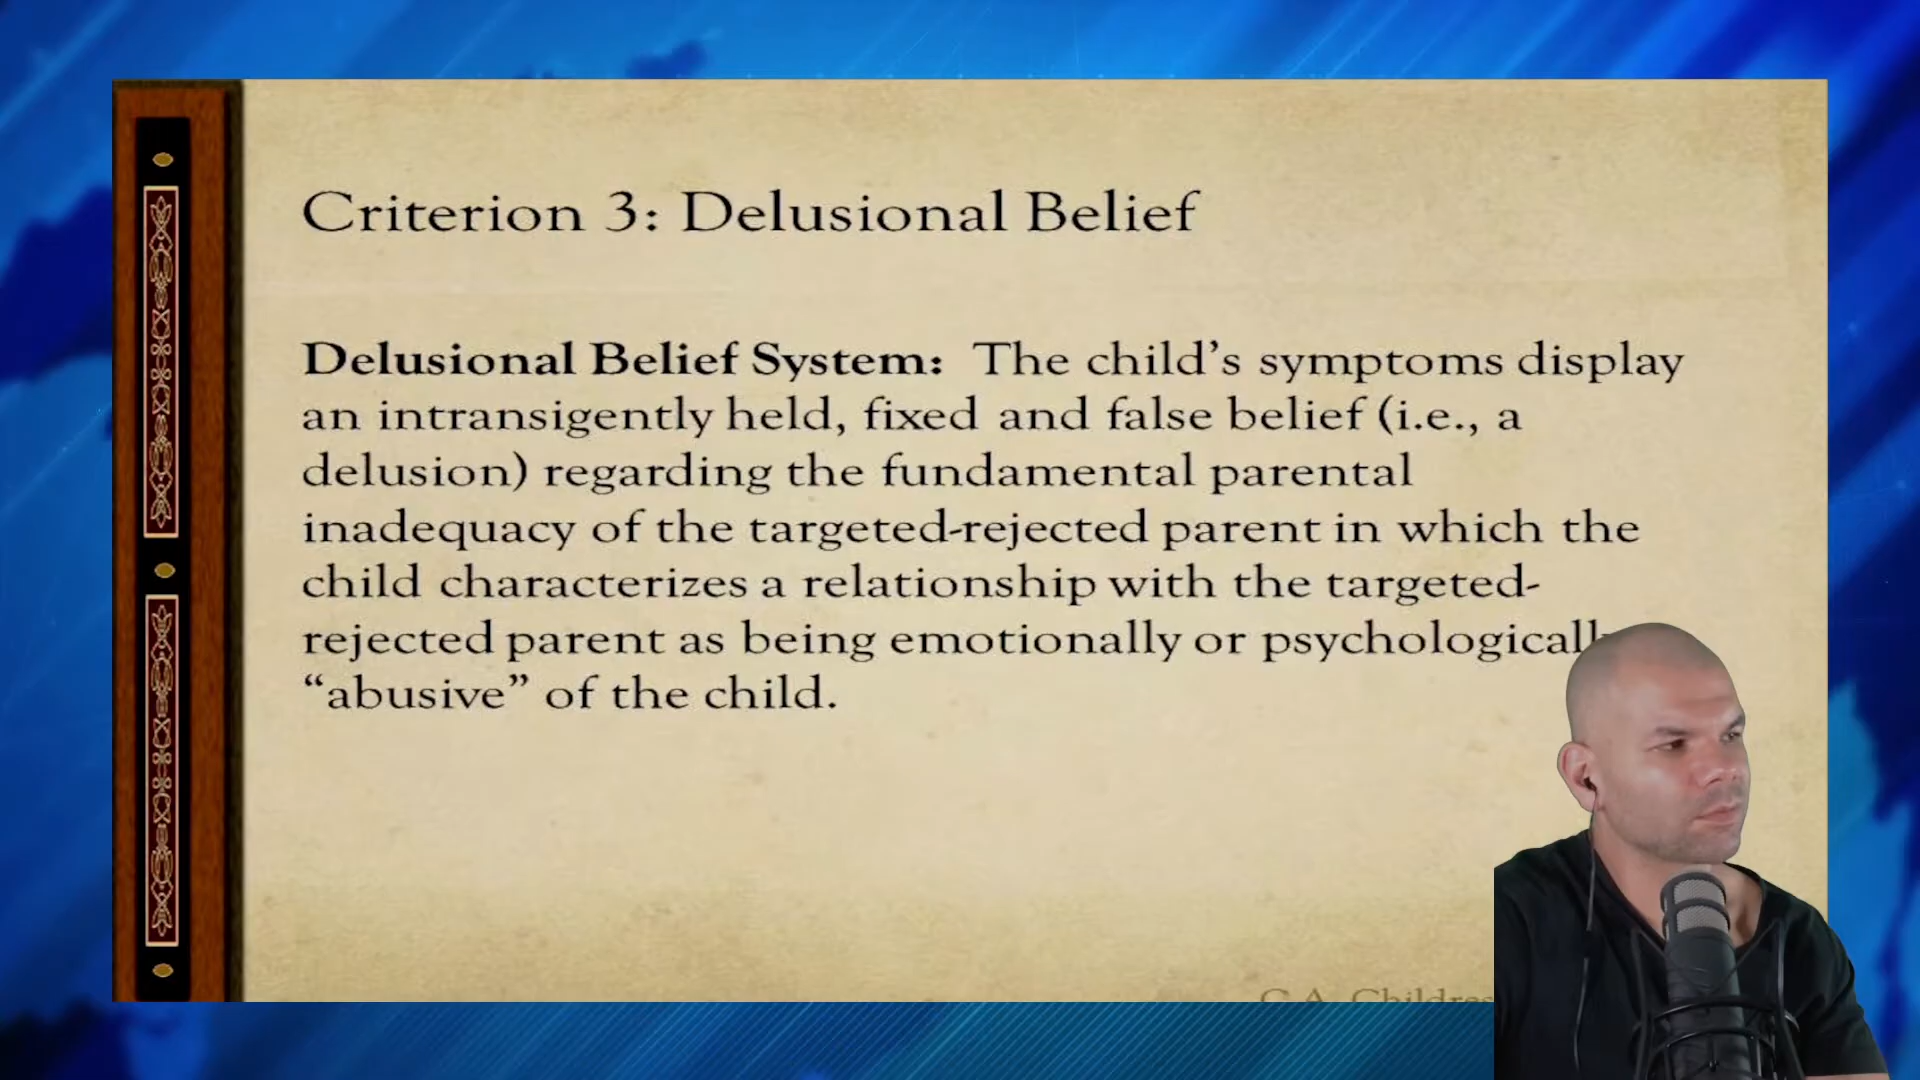 Criterion 3: Delusional Belief
Delusional Belief System: The child's symptoms display
an intransigently held, fixed and false belief (i.e., a
delusion) regarding the fundamental parental
inadequacy of the targeted-rejected parent in which the
child characterizes a relationship with the targeted-
rejected parent as being emotionally or psychologically
“abusive” of the child.
C.A.